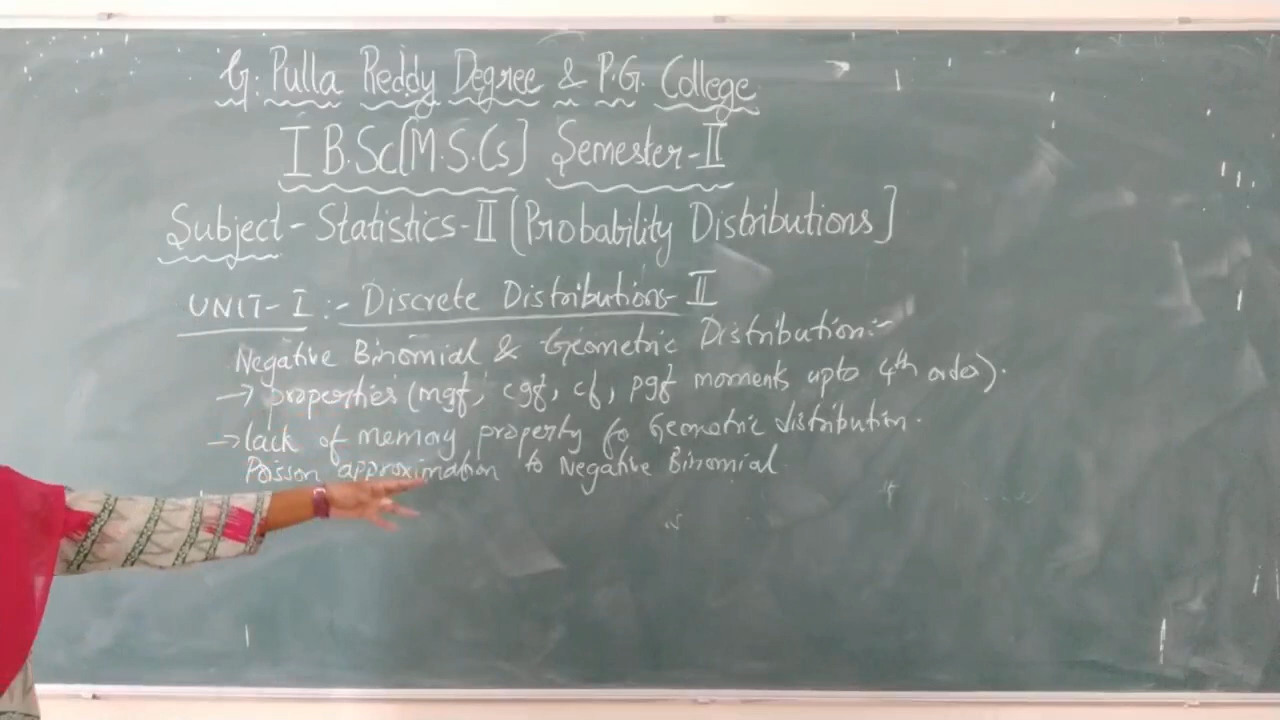 G. Pulla Reddy Degree & P.G. College
I B.Sc[M.S.Cs] Semester-II
Subject - Statistics-II [Probability Distributions]
UNIT-I :- Discrete Distributions-II
Negative Binomial & Geometric Distribution:-
→ properties (mgf, cgf, cf, pgf moments upto 4th order).
→ lack of memory property fo Geometric distribution.
Poisson approximation to Negative Binomial